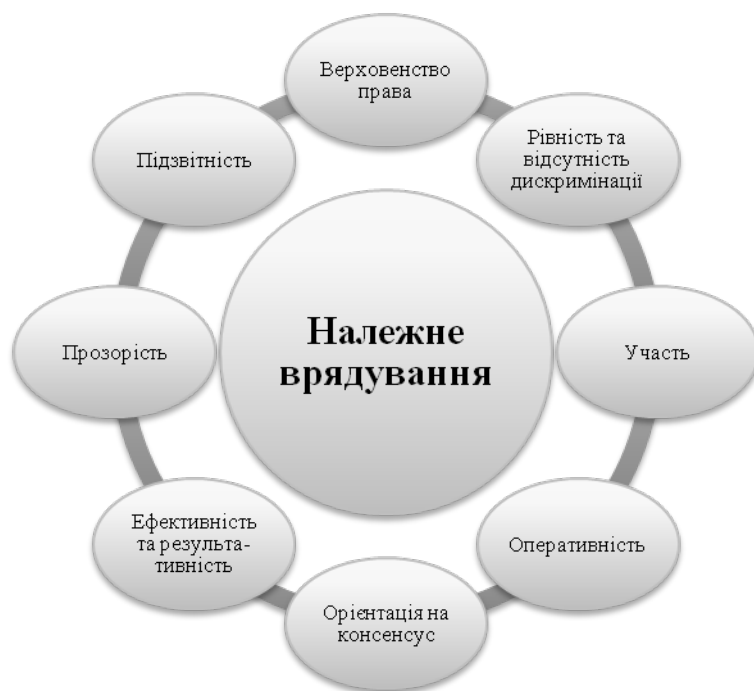 Верховенство
права
Рівність та
відсутність
дискримінації
Участь
Оперативність
Орієнтація на
консенсус
Ефективність
та результа-
тивність
Прозорість
Підзвітність
Належне
врядування